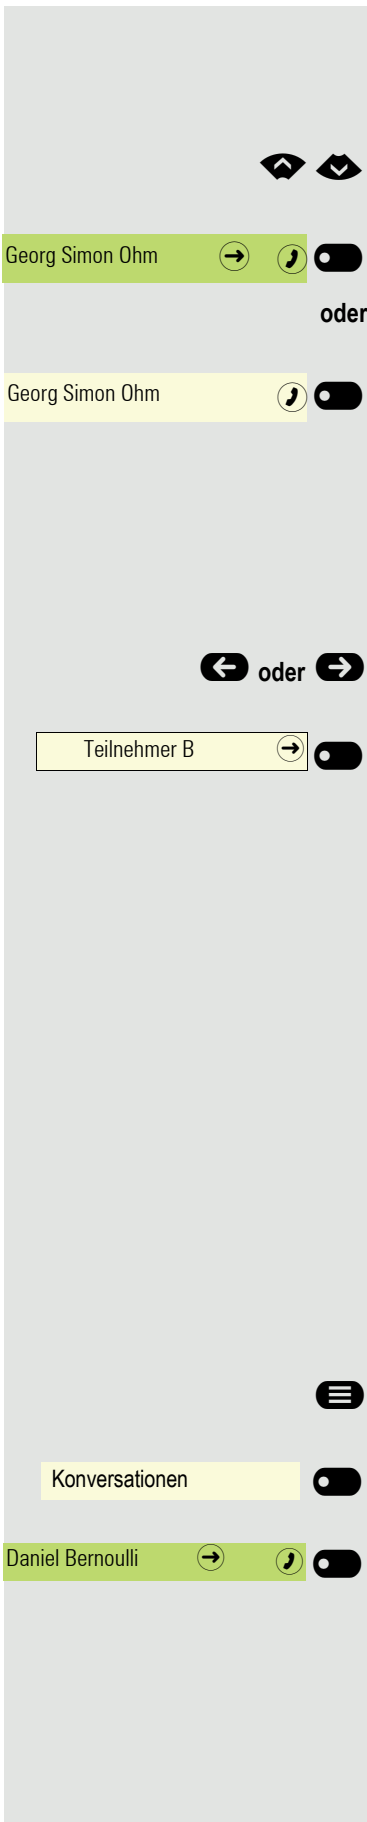 Georg Simon Ohm
oder
Georg Simon Ohm
oder
Teilnehmer B
Konversationen
Daniel Bernoulli